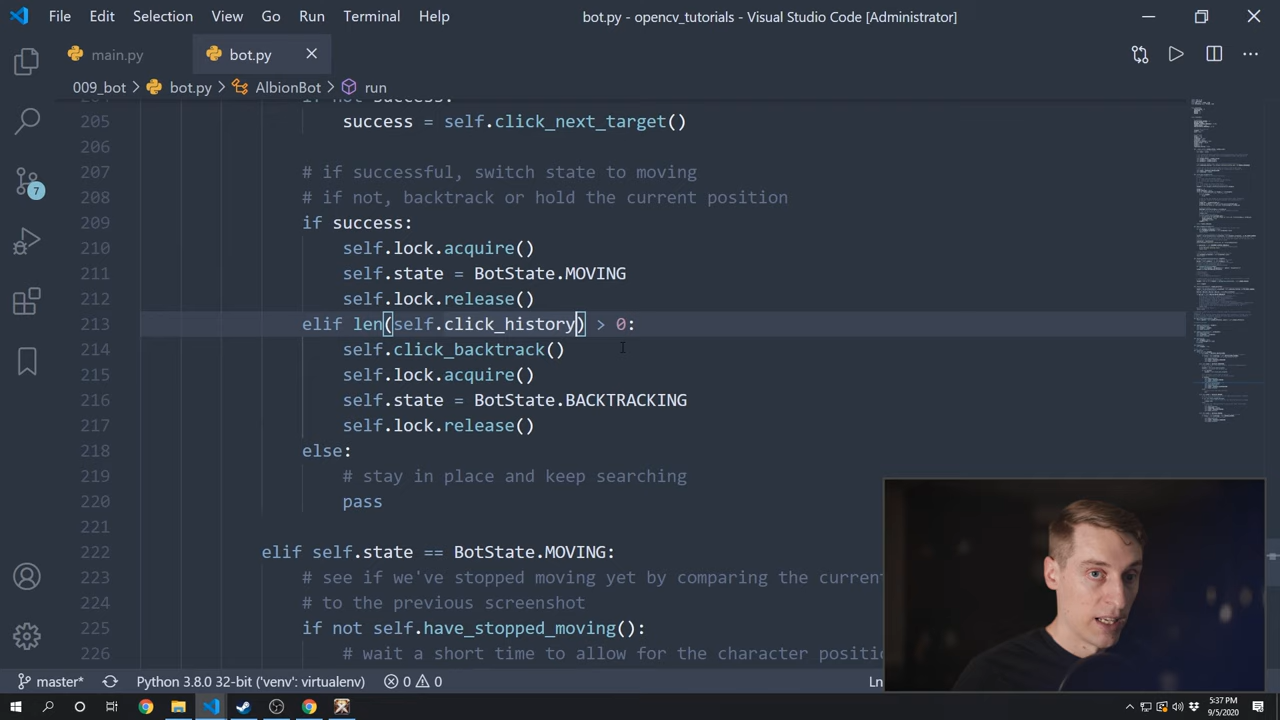 File Edit Selection View Go Run Terminal Help bot.py - opencv_tutorials - Visual Studio Code [Administrator]
main.py bot.py
009_bot > bot.py > AlbionBot > run
205 success = self.click_next_target()
206
207 # if successful, switch state to moving
208 # if not, backtrack or hold the current position
209 if success:
210 self.lock.acquire()
211 self.state = BotState.MOVING
212 self.lock.release()
213 elif len(self.click_history) > 0:
214 self.click_backtrack()
215 self.lock.acquire()
216 self.state = BotState.BACKTRACKING
217 self.lock.release()
218 else:
219 # stay in place and keep searching
220 pass
221
222 elif self.state == BotState.MOVING:
223 # see if we've stopped moving yet by comparing the current
224 # to the previous screenshot
225 if not self.have_stopped_moving():
226 # wait a short time to allow for the character
7
master* Python 3.8.0 32-bit ('venv': virtualenv) 0 0 Ln
5:37 PM
9/5/2020